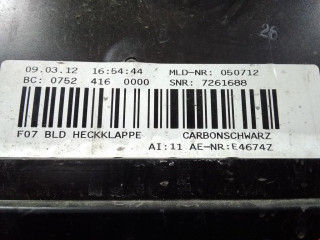 26
09.03.12 16:54:44 MLD-NR: 050712
BC: 0752 416 0000 SNR: 7261688
F07 BLD HECKKLAPPE CARBONSCHWARZ
AI:11 AE-NR:E4674Z